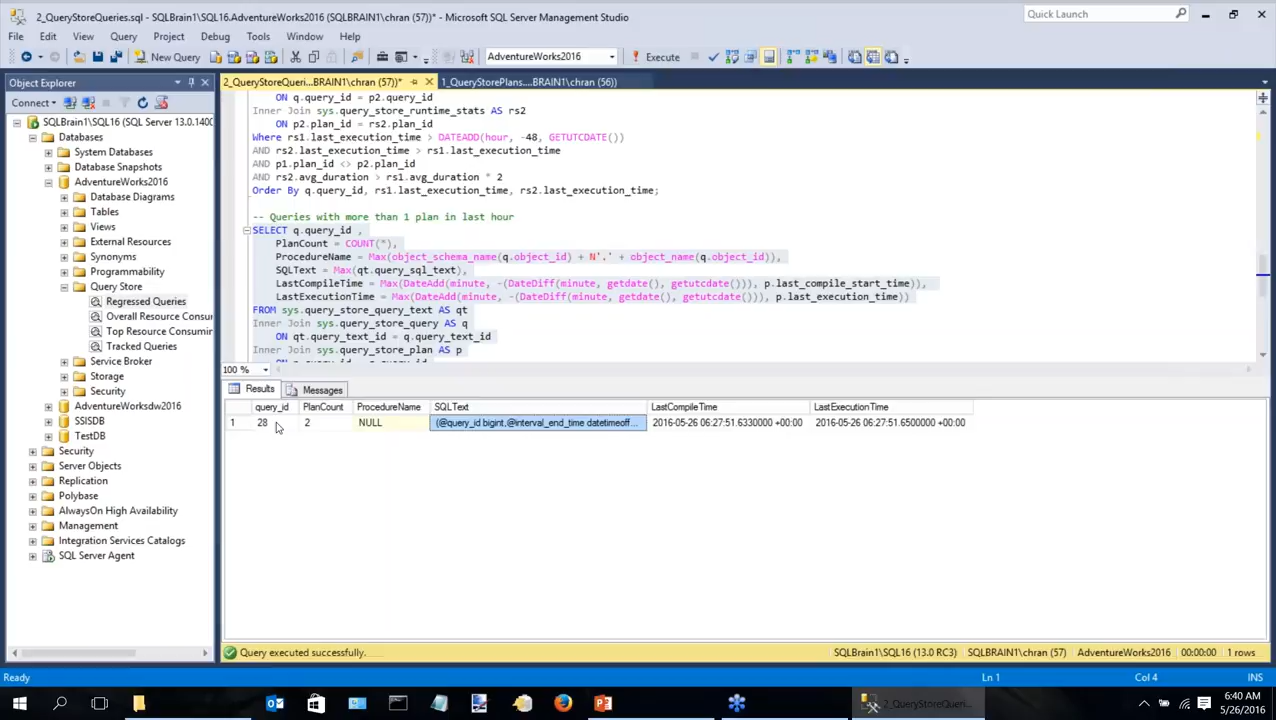 2_QueryStoreQueries.sql - SQLBRAIN1\SQL16.AdventureWorks2016 (SQLBRAIN1\chran (57))* - Microsoft SQL Server Management Studio
Quick Launch
File Edit View Query Project Debug Tools Window Help
New Query
AdventureWorks2016
Execute
Object Explorer
2_QueryStoreQueri...BRAIN1\chran (57))*
1_QueryStorePlans....BRAIN1\chran (56))
Connect
SQLBrain1\SQL16 (SQL Server 13.0.1400
Databases
System Databases
Database Snapshots
AdventureWorks2016
Database Diagrams
Tables
Views
External Resources
Synonyms
Programmability
Query Store
Regressed Queries
Overall Resource Consu
Top Resource Consumin
Tracked Queries
Service Broker
Storage
Security
AdventureWorksdw2016
SSISDB
TestDB
Security
Server Objects
Replication
Polybase
AlwaysOn High Availability
Management
Integration Services Catalogs
SQL Server Agent
ON q.query_id = p2.query_id
Inner Join sys.query_store_runtime_stats AS rs2
ON p2.plan_id = rs2.plan_id
Where rs1.last_execution_time > DATEADD(hour, -48, GETUTCDATE())
AND rs2.last_execution_time > rs1.last_execution_time
AND p1.plan_id <> p2.plan_id
AND rs2.avg_duration > rs1.avg_duration * 2
Order By q.query_id, rs1.last_execution_time, rs2.last_execution_time;
-- Queries with more than 1 plan in last hour
SELECT q.query_id ,
PlanCount = COUNT(*),
ProcedureName = Max(object_schema_name(q.object_id) + N'.' + object_name(q.object_id)),
SQLText = Max(qt.query_sql_text),
LastCompileTime = Max(DateAdd(minute, -(DateDiff(minute, getdate(), getutcdate())), p.last_compile_start_time)),
LastExecutionTime = Max(DateAdd(minute, -(DateDiff(minute, getdate(), getutcdate())), p.last_execution_time))
FROM sys.query_store_query_text AS qt
Inner Join sys.query_store_query AS q
ON qt.query_text_id = q.query_text_id
Inner Join sys.query_store_plan AS p
100 %
Results Messages
query_id PlanCount ProcedureName SQLText LastCompileTime LastExecutionTime
1 28 2 NULL (@query_id bigint,@interval_end_time datetimeoff... 2016-05-26 06:27:51.6330000 +00:00 2016-05-26 06:27:51.6500000 +00:00
Query executed successfully.
SQLBrain1\SQL16 (13.0 RC3) SQLBRAIN1\chran (57) AdventureWorks2016 00:00:00 1 rows
Ready
Ln 1 Col 4 INS
2_QueryStoreQueri...
6:40 AM
5/26/2016